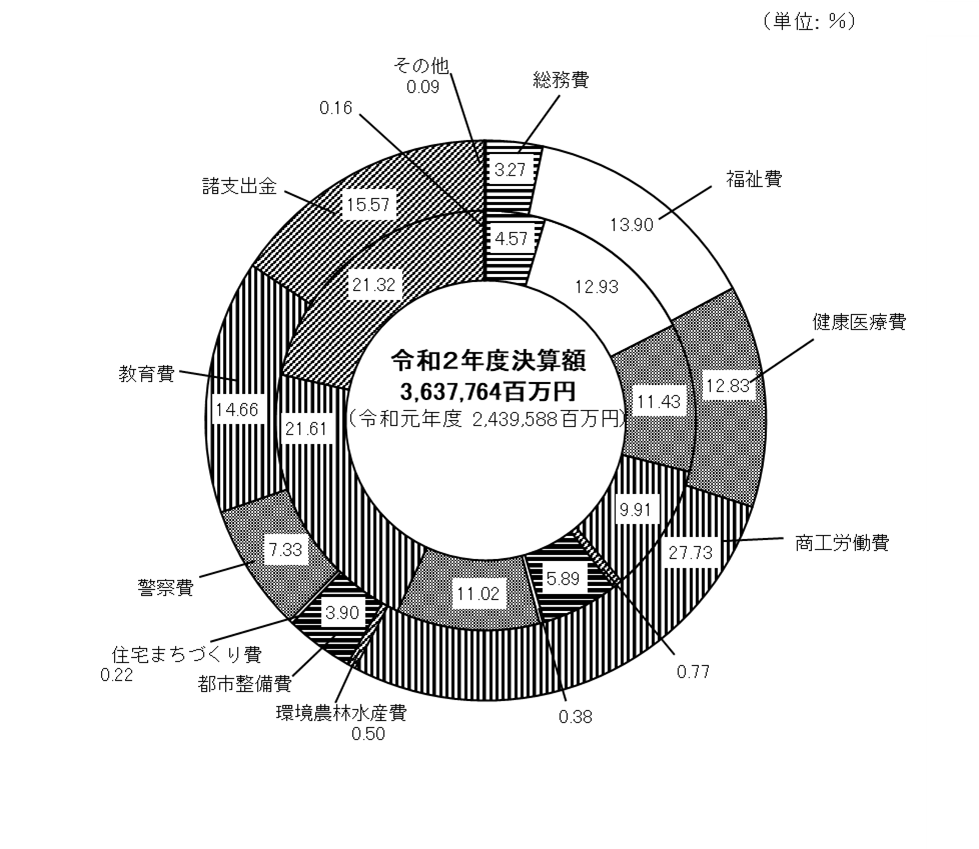 （単位: %）
その他
0.09
総務費
0.16
3.27
福祉費
諸支出金
15.57
13.90
4.57
21.32
12.93
健康医療費
令和２年度決算額
3,637,764百万円
（令和元年度 2,439,588百万円）
教育費
12.83
14.66
11.43
21.61
9.91
商工労働費
27.73
7.33
5.89
警察費
11.02
3.90
住宅まちづくり費
0.22
都市整備費
0.77
環境農林水産費
0.50
0.38